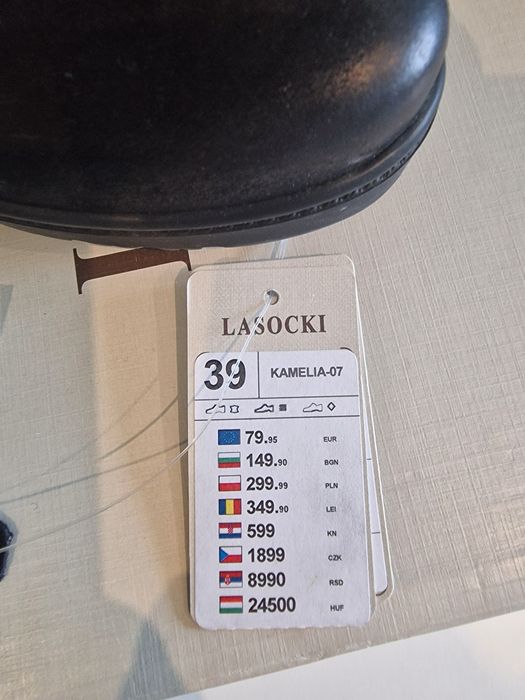 LASOCKI
39 KAMELIA-07
79.95 EUR
149.90 BGN
299.99 PLN
349.90 LEI
599 KN
1899 CZK
8990 RSD
24500 HUF